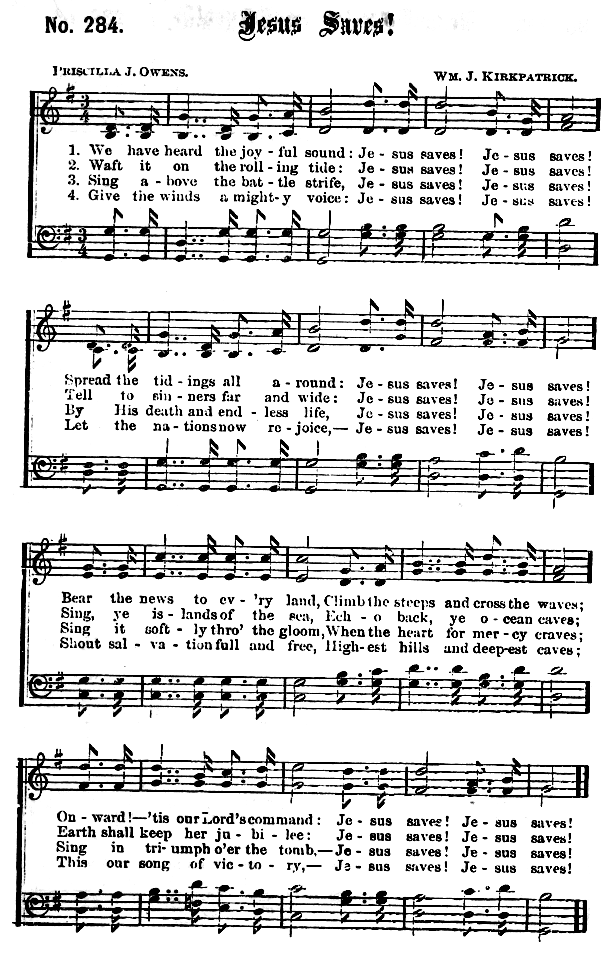 No. 284. Jesus Saves!
PRISCILLA J. OWENS. WM. J. KIRKPATRICK.
1. We have heard the joy - ful sound: Je - sus saves! Je - sus saves!
2. Waft it on the roll - ing tide: Je - sus saves! Je - sus saves!
3. Sing a - bove the bat - tle strife, Je - sus saves! Je - sus saves!
4. Give the winds a might - y voice: Je - sus saves! Je - sus saves!
Spread the tid - ings all a - round: Je - sus saves! Je - sus saves!
Tell to sin - ners far and wide: Je - sus saves! Je - sus saves!
By His death and end - less life, Je - sus saves! Je - sus saves!
Let the na - tions now re - joice,— Je - sus saves! Je - sus saves!
Bear the news to ev - 'ry land, Climb the steeps and cross the waves;
Sing, ye is - lands of the sea, Ech - o back, ye o - cean caves;
Sing it soft - ly thro' the gloom, When the heart for mer - cy craves;
Shout sal - va - tion full and free, High - est hills and deep - est caves;
On - ward!—'tis our Lord's command: Je - sus saves! Je - sus saves!
Earth shall keep her ju - bi - lee: Je - sus saves! Je - sus saves!
Sing in tri - umph o'er the tomb,— Je - sus saves! Je - sus saves!
This our song of vic - to - ry,— Je - sus saves! Je - sus saves!